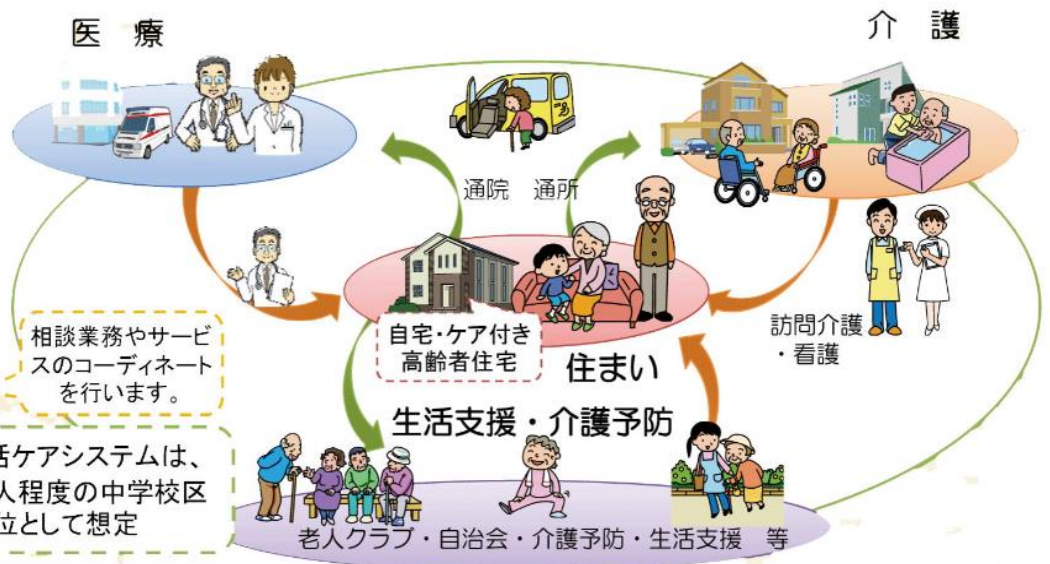 医 療
介 護
通院 通所
自宅・ケア付き
高齢者住宅
住まい
訪問介護
・看護
相談業務やサービ
スのコーディネート
を行います。
生活支援・介護予防
活ケアシステムは、
人程度の中学校区
位として想定
老人クラブ・自治会・介護予防・生活支援 等